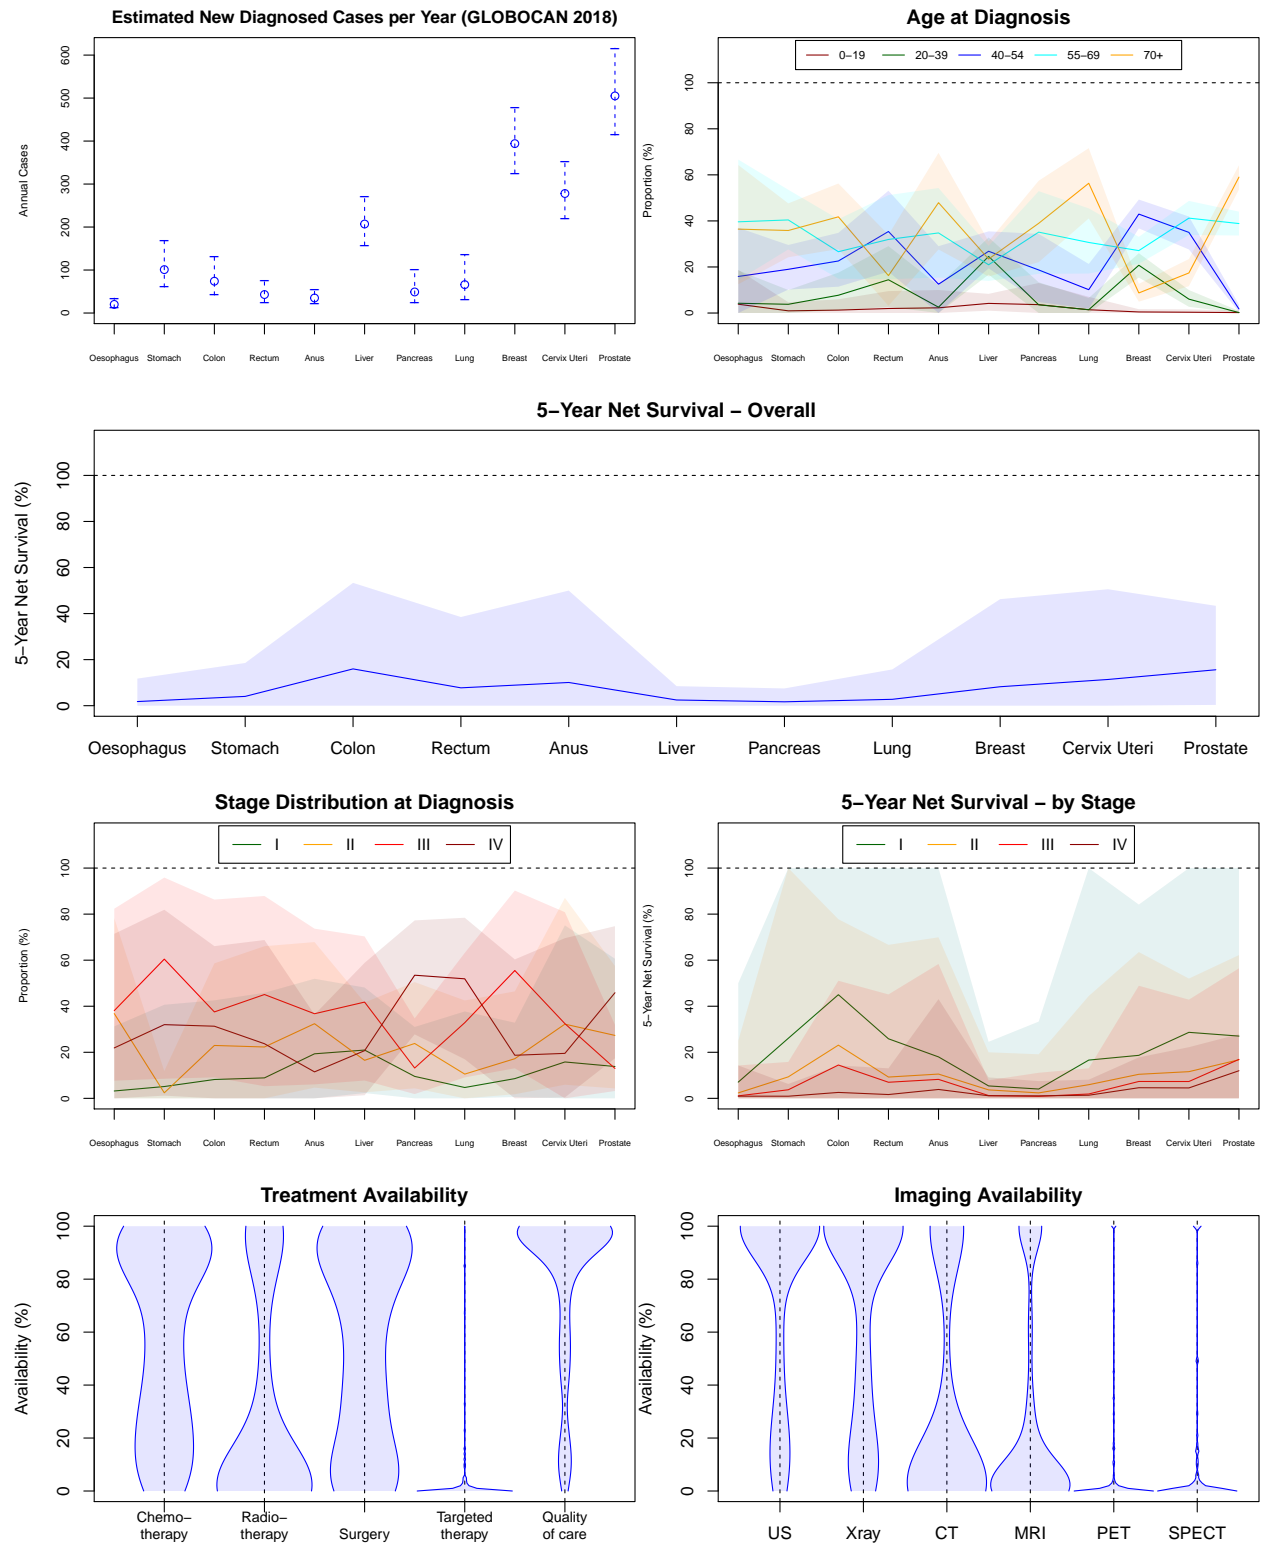 Estimated New Diagnosed Cases per Year (GLOBOCAN 2018)
Annual Cases
0
100
200
300
400
500
600
Oesophagus Stomach Colon Rectum Anus Liver Pancreas Lung Breast Cervix Uteri Prostate
Age at Diagnosis
0−19 20−39 40−54 55−69 70+
Proportion (%)
0
20
40
60
80
100
Oesophagus Stomach Colon Rectum Anus Liver Pancreas Lung Breast Cervix Uteri Prostate
5−Year Net Survival − Overall
5−Year Net Survival (%)
0
20
40
60
80
100
Oesophagus Stomach Colon Rectum Anus Liver Pancreas Lung Breast Cervix Uteri Prostate
Stage Distribution at Diagnosis
I II III IV
Proportion (%)
0
20
40
60
80
100
Oesophagus Stomach Colon Rectum Anus Liver Pancreas Lung Breast Cervix Uteri Prostate
5−Year Net Survival − by Stage
I II III IV
5−Year Net Survival (%)
0
20
40
60
80
100
Oesophagus Stomach Colon Rectum Anus Liver Pancreas Lung Breast Cervix Uteri Prostate
Treatment Availability
Availability (%)
0
20
40
60
80
100
Chemo−
therapy
Radio−
therapy
Surgery
Targeted
therapy
Quality
of care
Imaging Availability
Availability (%)
0
20
40
60
80
100
US Xray CT MRI PET SPECT